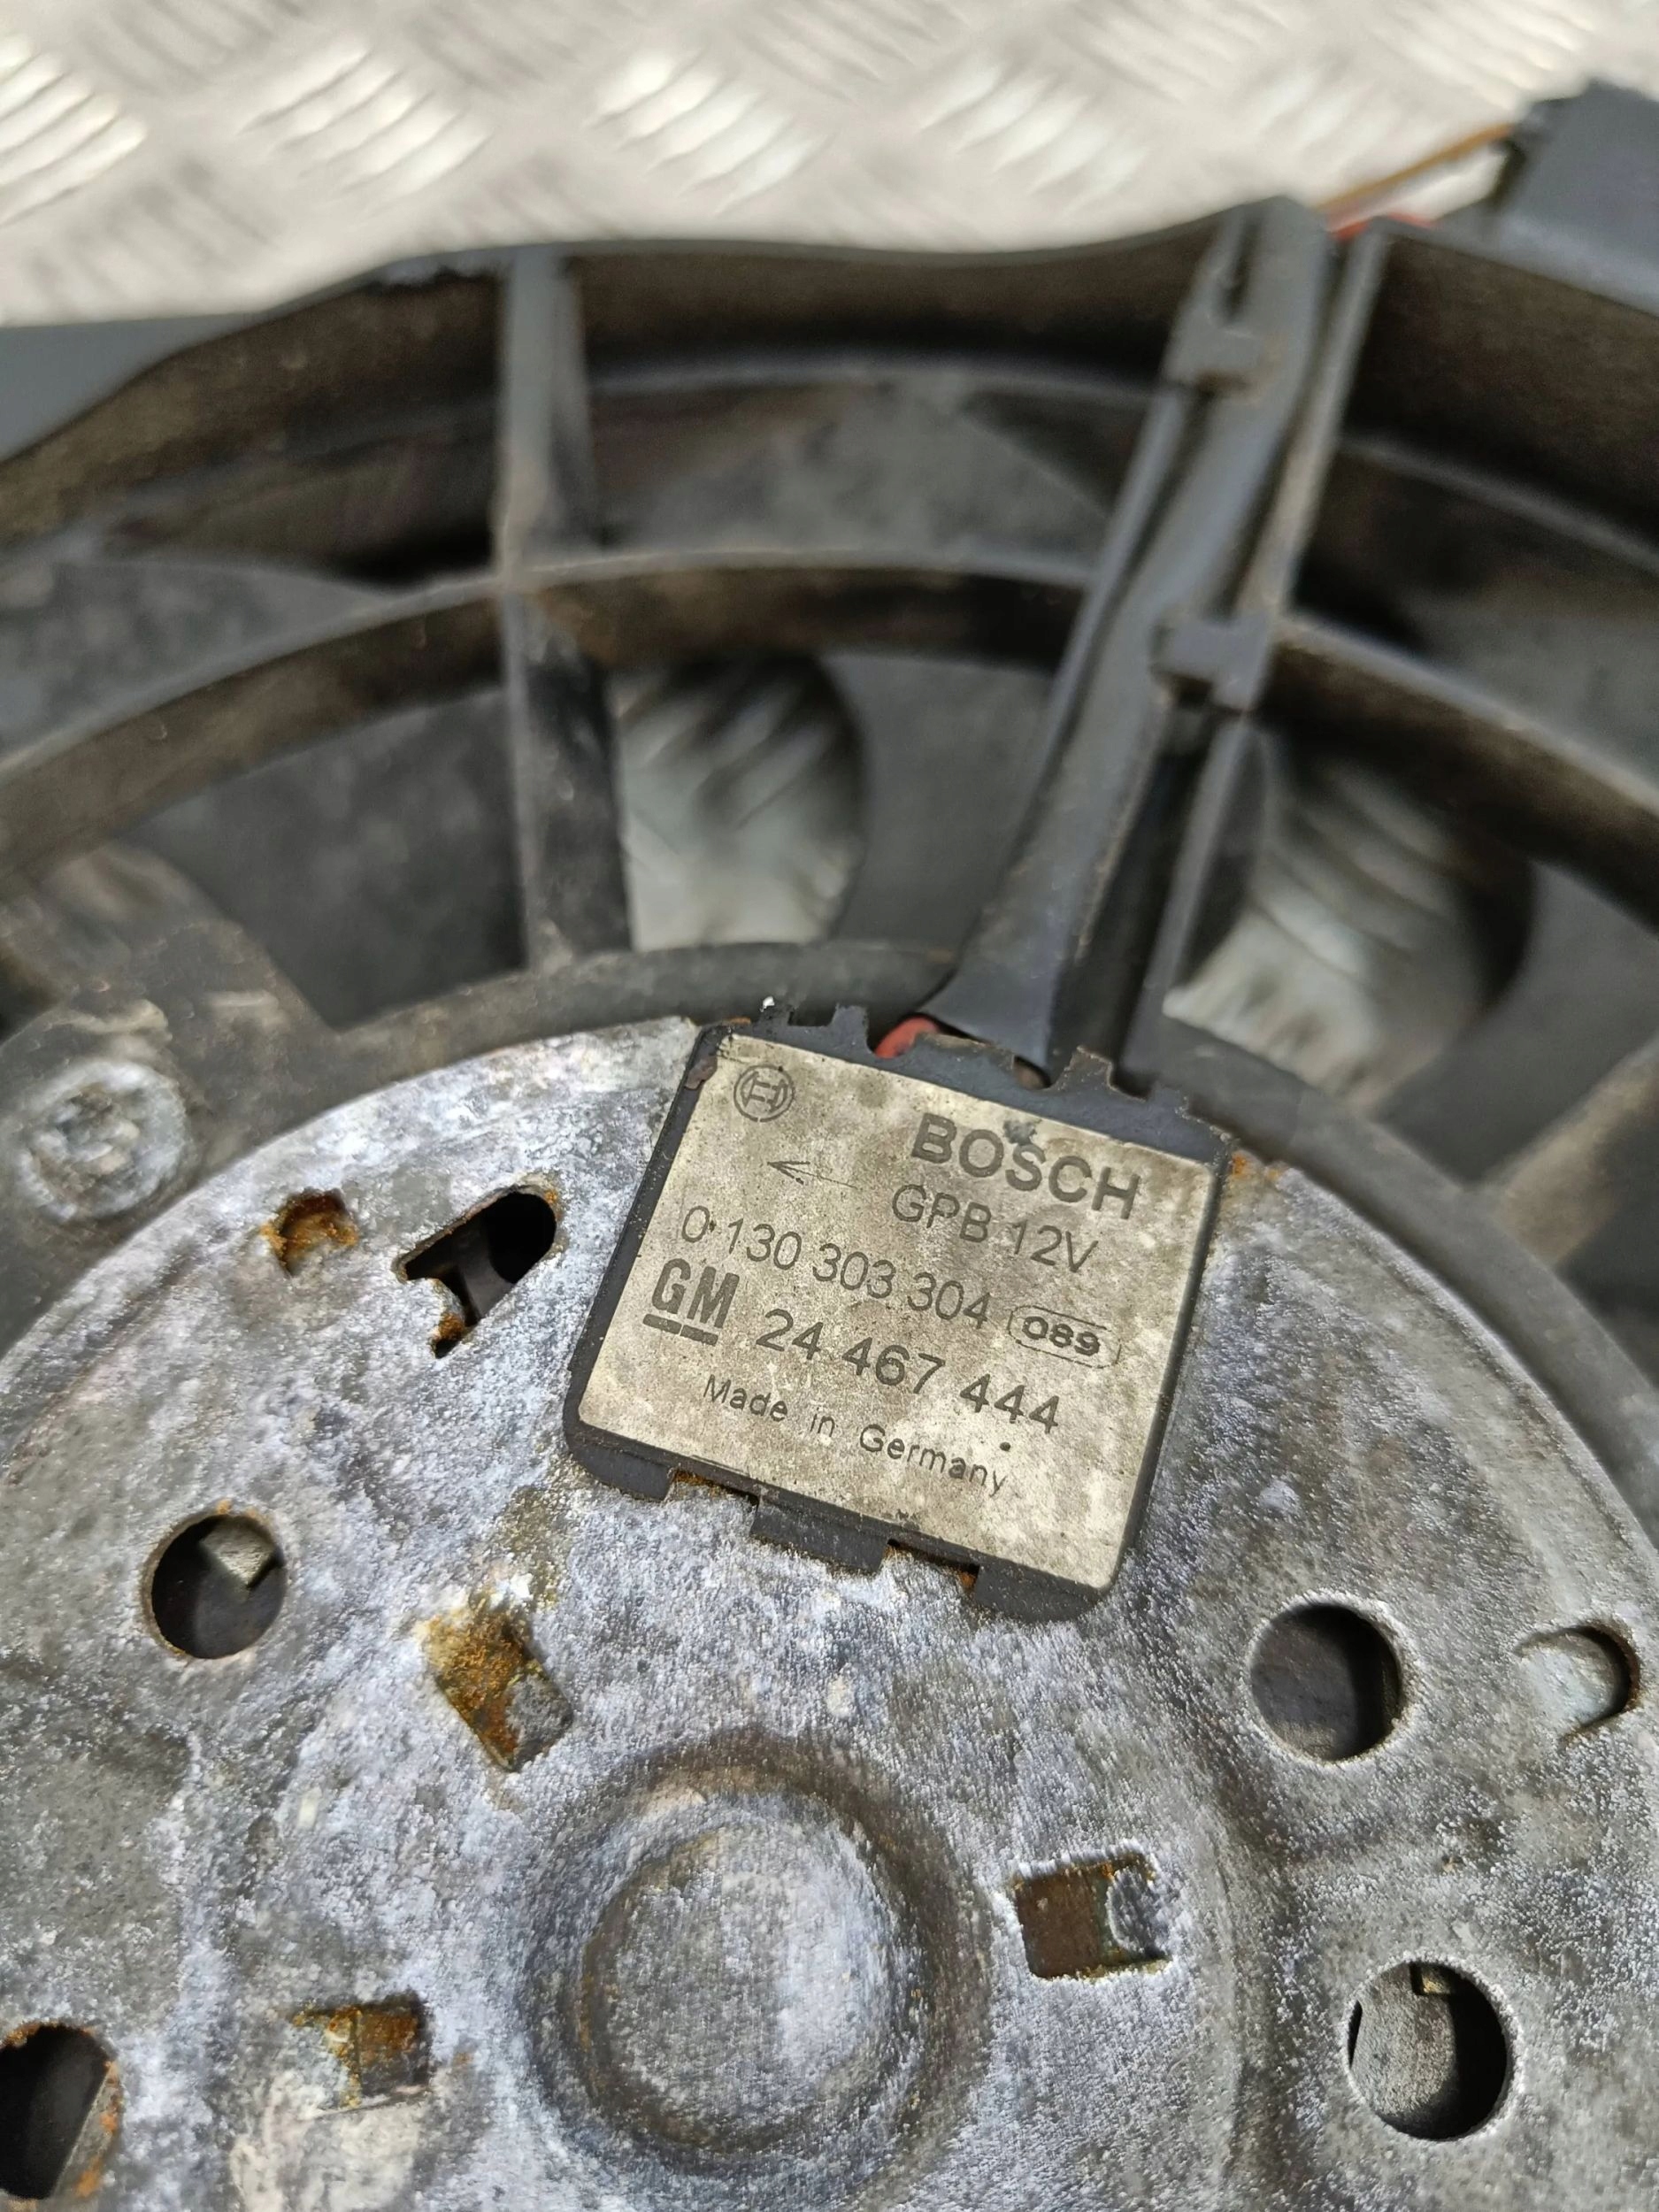 BOSCH
GPB 12V
0 130 303 304 089
GM 24 467 444
Made in Germany